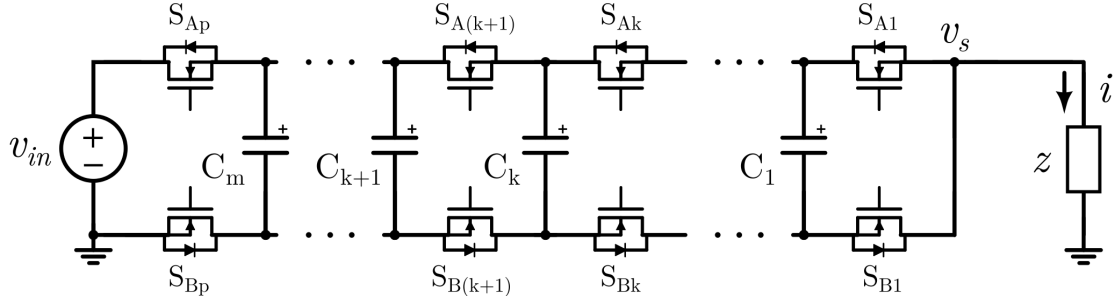 S_Ap S_A(k+1) S_Ak S_A1 v_s
i
v_in + − C_m + C_k+1 + C_k + C_1 + z
S_Bp S_B(k+1) S_Bk S_B1